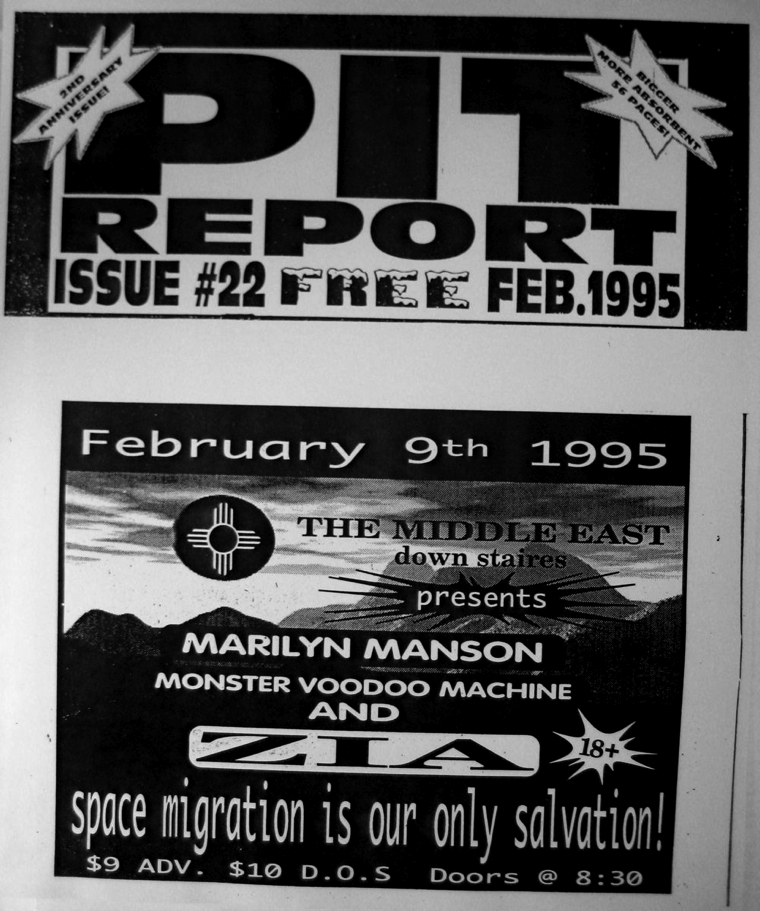 2ND
ANNIVERSARY
ISSUE!
BIGGER
MORE ABSORBENT
56 PAGES!
PIT
REPORT
ISSUE #22 FREE FEB.1995
February 9th 1995
THE MIDDLE EAST
down staires
presents
MARILYN MANSON
MONSTER VOODOO MACHINE
AND
ZIA
18+
space migration is our only salvation!
$9 ADV. $10 D.O.S Doors @ 8:30